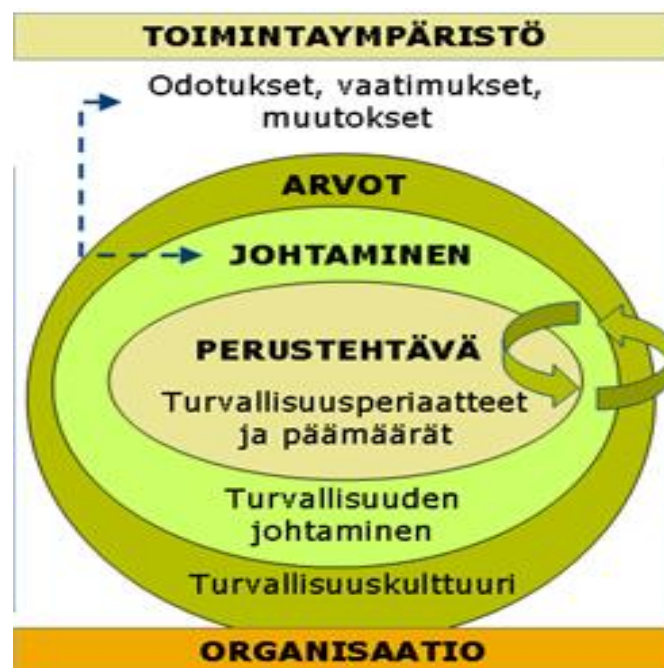 TOIMINTAYMPÄRISTÖ
Odotukset, vaatimukset,
muutokset
ARVOT
JOHTAMINEN
PERUSTEHTÄVÄ
Turvallisuusperiaatteet
ja päämäärät
Turvallisuuden
johtaminen
Turvallisuuskulttuuri
ORGANISAATIO